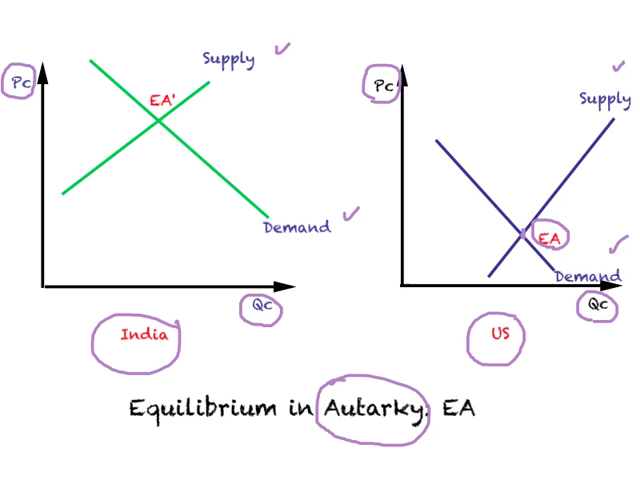 Supply
Pc
EA'
Demand
Qc
India
Pc
Supply
EA
Demand
Qc
US
Equilibrium in Autarky. EA